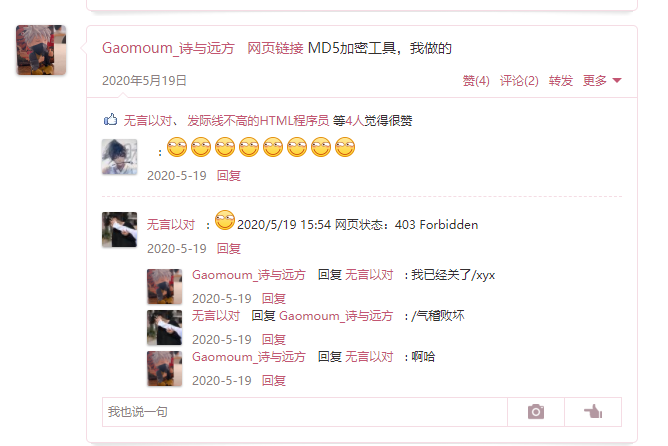 Gaomoum_诗与远方 网页链接 MD5加密工具，我做的
2020年5月19日 赞(4) 评论(2) 转发 更多
无言以对、 发际线不高的HTML程序员 等4人觉得很赞
:
2020-5-19 回复
无言以对 : 2020/5/19 15:54 网页状态：403 Forbidden
2020-5-19 回复
Gaomoum_诗与远方 回复 无言以对 : 我已经关了/xyx
2020-5-19 回复
无言以对 回复 Gaomoum_诗与远方 : /气稽败坏
Gaomoum_诗与远方 回复 无言以对 : 啊哈
2020-5-19 回复
我也说一句